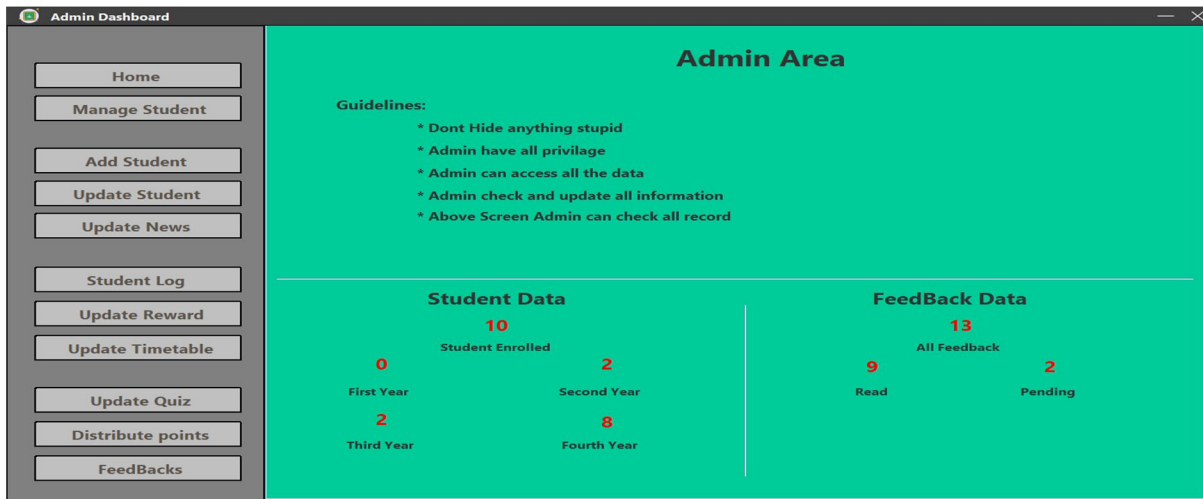 Admin Dashboard
Home
Manage Student
Add Student
Update Student
Update News
Student Log
Update Reward
Update Timetable
Update Quiz
Distribute points
FeedBacks
Admin Area
Guidelines:
* Dont Hide anything stupid
* Admin have all privilage
* Admin can access all the data
* Admin check and update all information
* Above Screen Admin can check all record
Student Data
10
Student Enrolled
0 2
First Year Second Year
2 8
Third Year Fourth Year
FeedBack Data
13
All Feedback
9 2
Read Pending